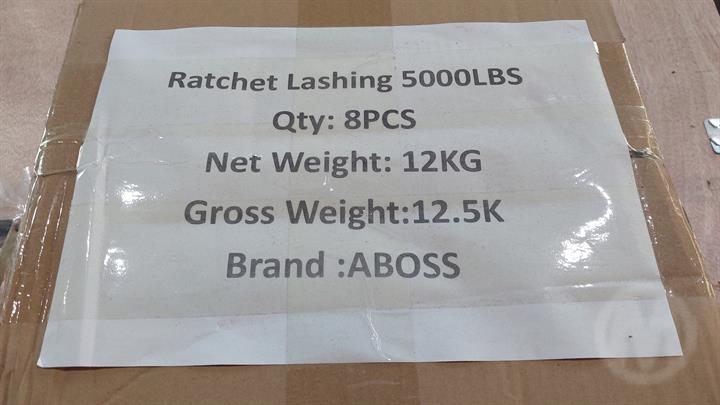 Ratchet Lashing 5000LBS
Qty: 8PCS
Net Weight: 12KG
Gross Weight:12.5K
Brand :ABOSS